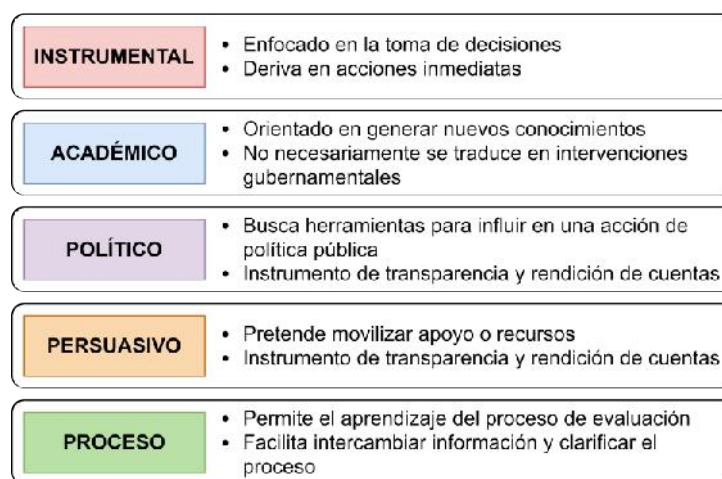 INSTRUMENTAL
• Enfocado en la toma de decisiones
• Deriva en acciones inmediatas
ACADÉMICO
• Orientado en generar nuevos conocimientos
• No necesariamente se traduce en intervenciones
gubernamentales
POLÍTICO
• Busca herramientas para influir en una acción de
política pública
• Instrumento de transparencia y rendición de cuentas
PERSUASIVO
• Pretende movilizar apoyo o recursos
• Instrumento de transparencia y rendición de cuentas
PROCESO
• Permite el aprendizaje del proceso de evaluación
• Facilita intercambiar información y clarificar el
proceso